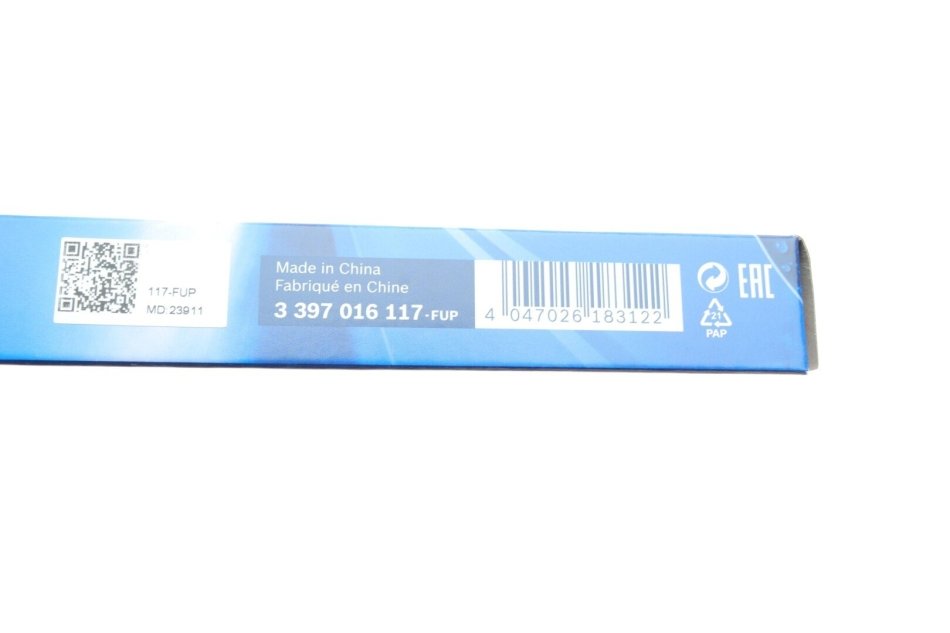 117-FUP
MD 23911
Made in China
Fabriqué en Chine
3 397 016 117-FUP
4 047026 183122
EAC
21
PAP